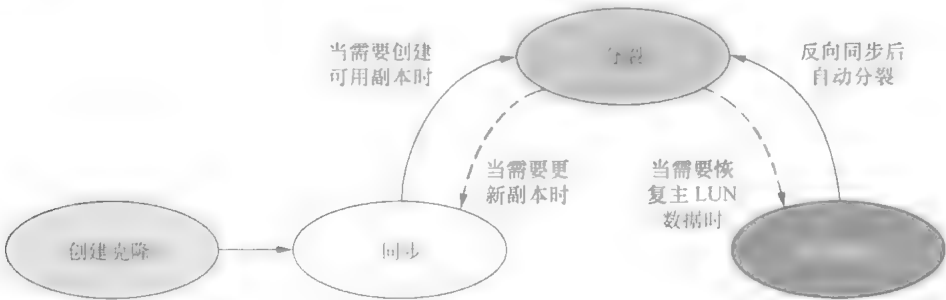 当需要创建
可用副本时
分裂
反向同步后
自动分裂
当需要更
新副本时
当需要恢
复主 LUN
数据时
创建克隆
同步